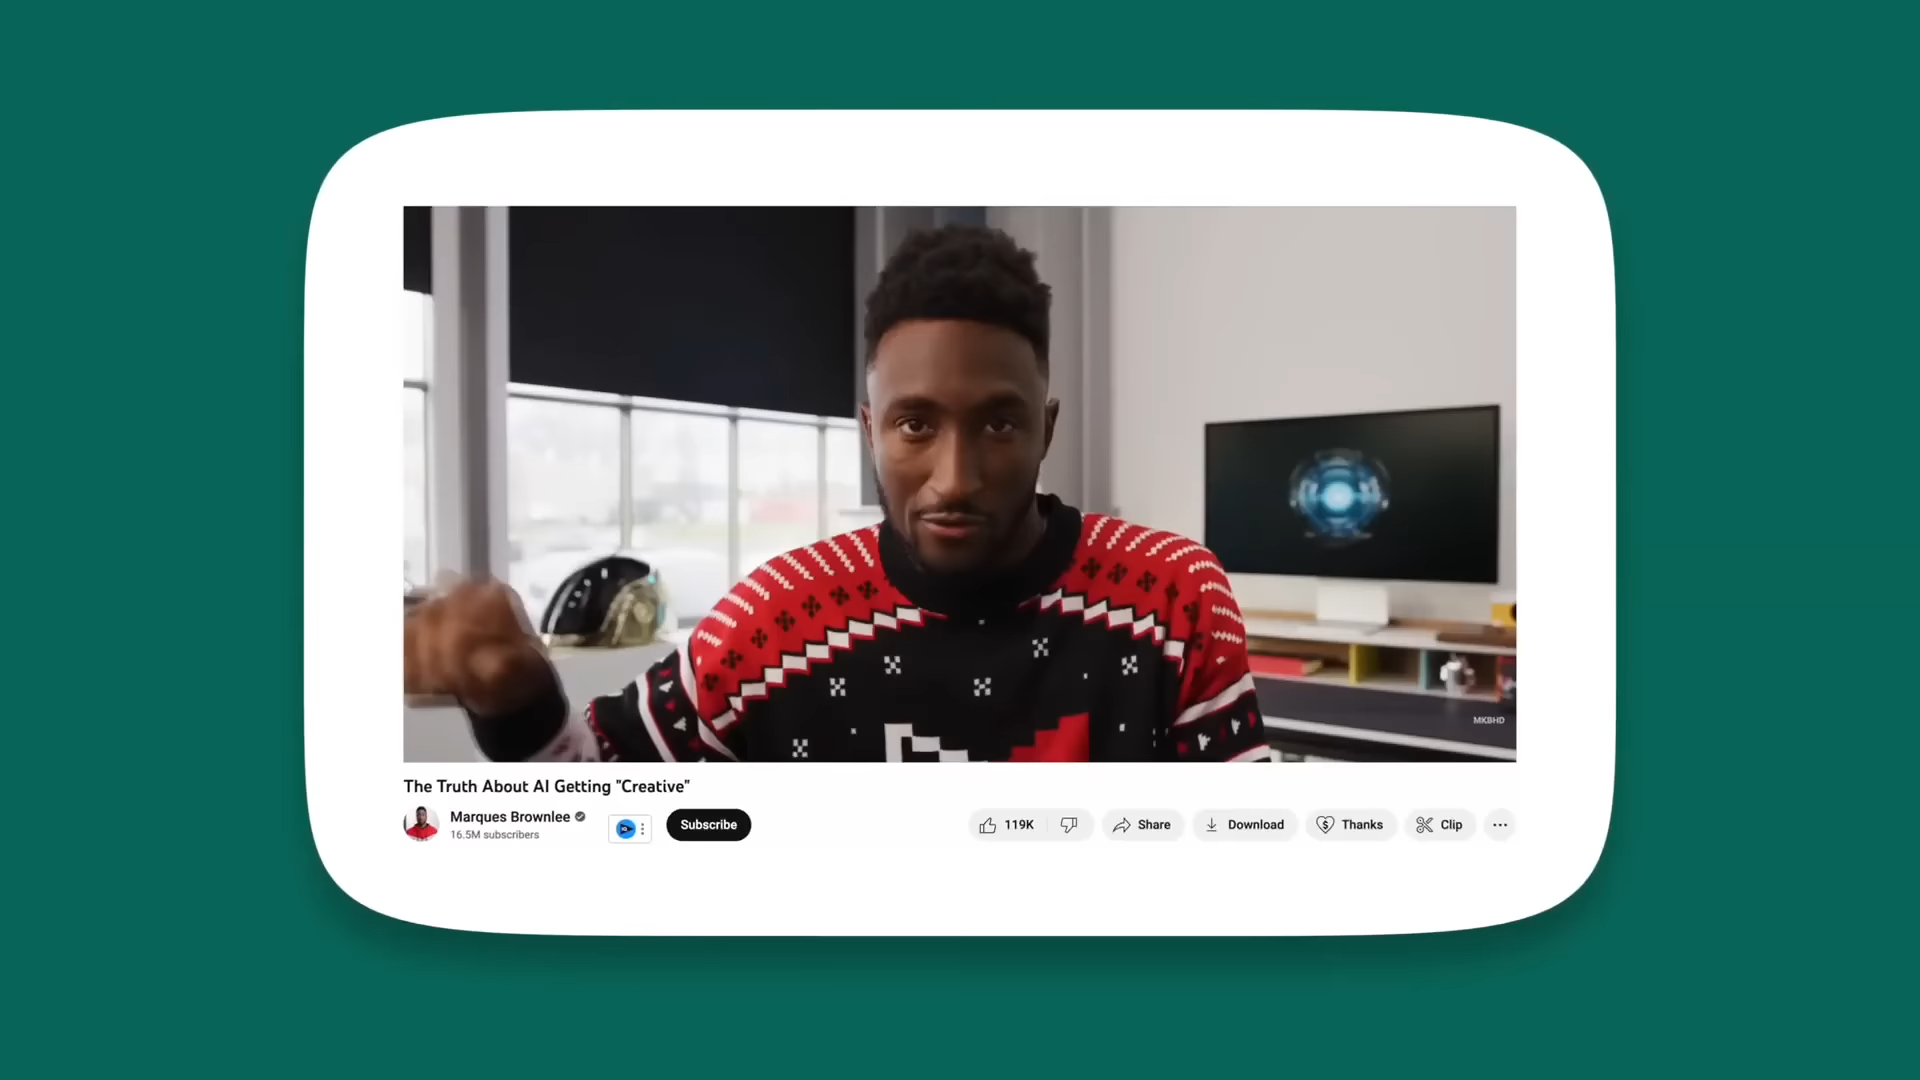 MKBHD
The Truth About AI Getting "Creative"
Marques Brownlee
16.5M subscribers
Subscribe
119K
Share
Download
Thanks
Clip